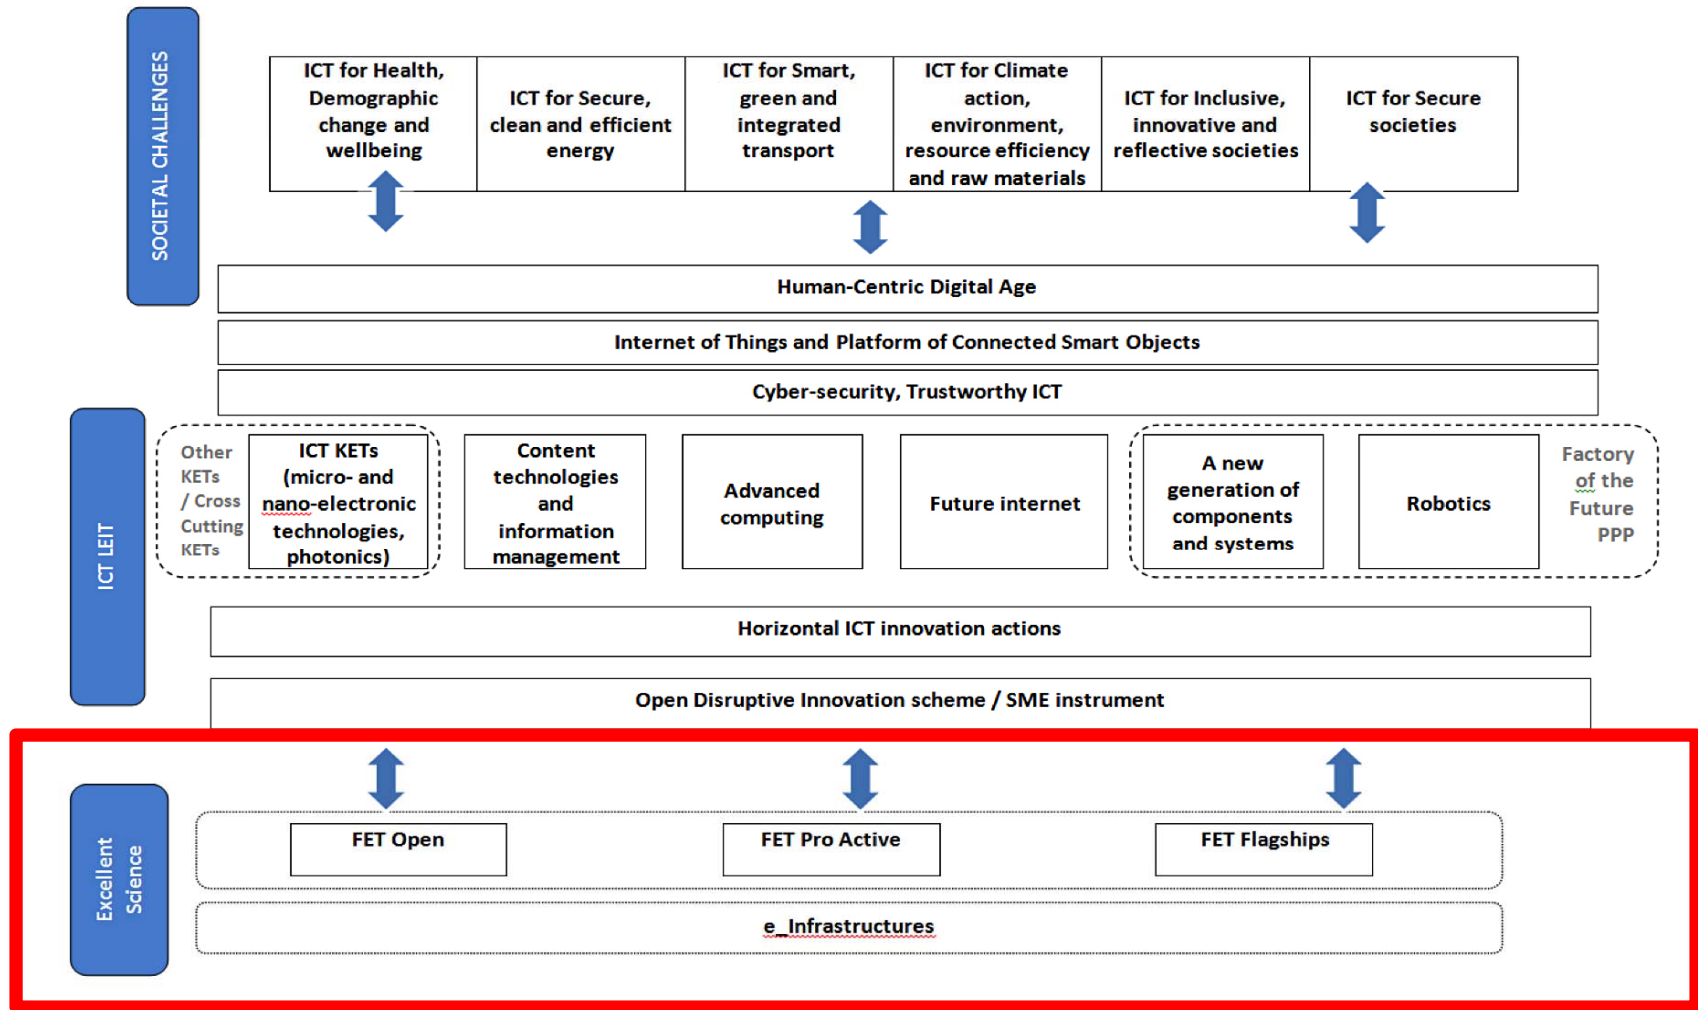 SOCIETAL CHALLENGES
ICT for Health,
Demographic
change and
wellbeing
ICT for Secure,
clean and efficient
energy
ICT for Smart,
green and
integrated
transport
ICT for Climate
action,
environment,
resource efficiency
and raw materials
ICT for Inclusive,
innovative and
reflective societies
ICT for Secure
societies
Human-Centric Digital Age
Internet of Things and Platform of Connected Smart Objects
Cyber-security, Trustworthy ICT
ICT LEIT
Other
KETs
/ Cross
Cutting
KETs
ICT KETs
(micro- and
nano-electronic
technologies,
photonics)
Content
technologies
and
information
management
Advanced
computing
Future internet
A new
generation of
components
and systems
Robotics
Factory
of the
Future
PPP
Horizontal ICT innovation actions
Open Disruptive Innovation scheme / SME instrument
Excellent
Science
FET Open
FET Pro Active
FET Flagships
e_Infrastructures